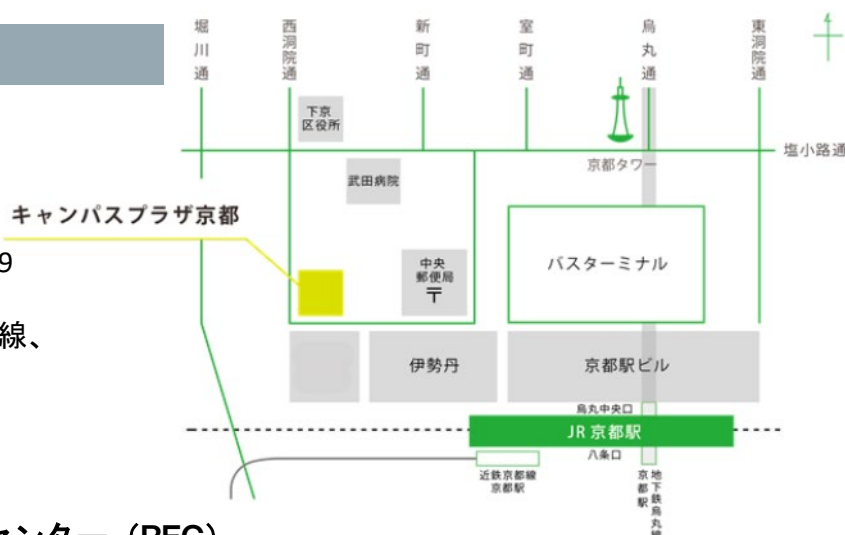 堀川通
西洞院通
新町通
室町通
烏丸通
東洞院通
下京
区役所
塩小路通
京都タワー
武田病院
キャンパスプラザ京都
9
中央
郵便局
〒
バスターミナル
線、
伊勢丹
京都駅ビル
烏丸中央口
JR 京都駅
八条口
近鉄京都線
京都駅
地下鉄烏丸線
京都駅
センター（REC）